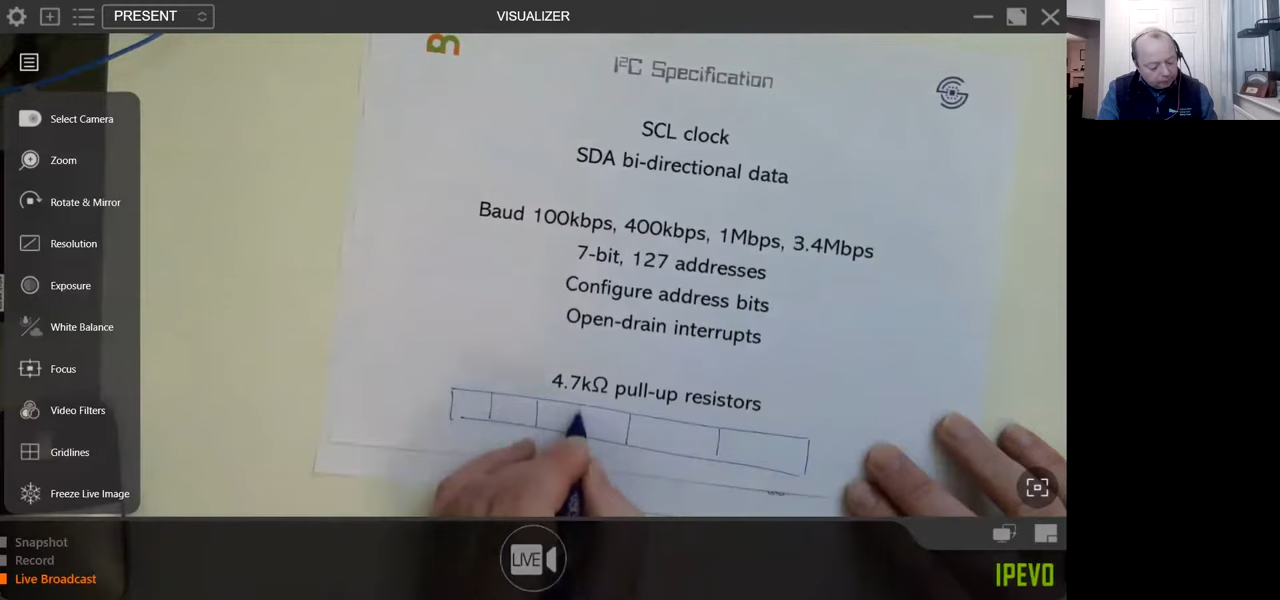 PRESENT
VISUALIZER
Select Camera
Zoom
Rotate & Mirror
Resolution
Exposure
White Balance
Focus
Video Filters
Gridlines
Freeze Live Image
I²C Specification
SCL clock
SDA bi-directional data
Baud 100kbps, 400kbps, 1Mbps, 3.4Mbps
7-bit, 127 addresses
Configure address bits
Open-drain interrupts
4.7kΩ pull-up resistors
Snapshot
Record
Live Broadcast
LIVE
IPEVO